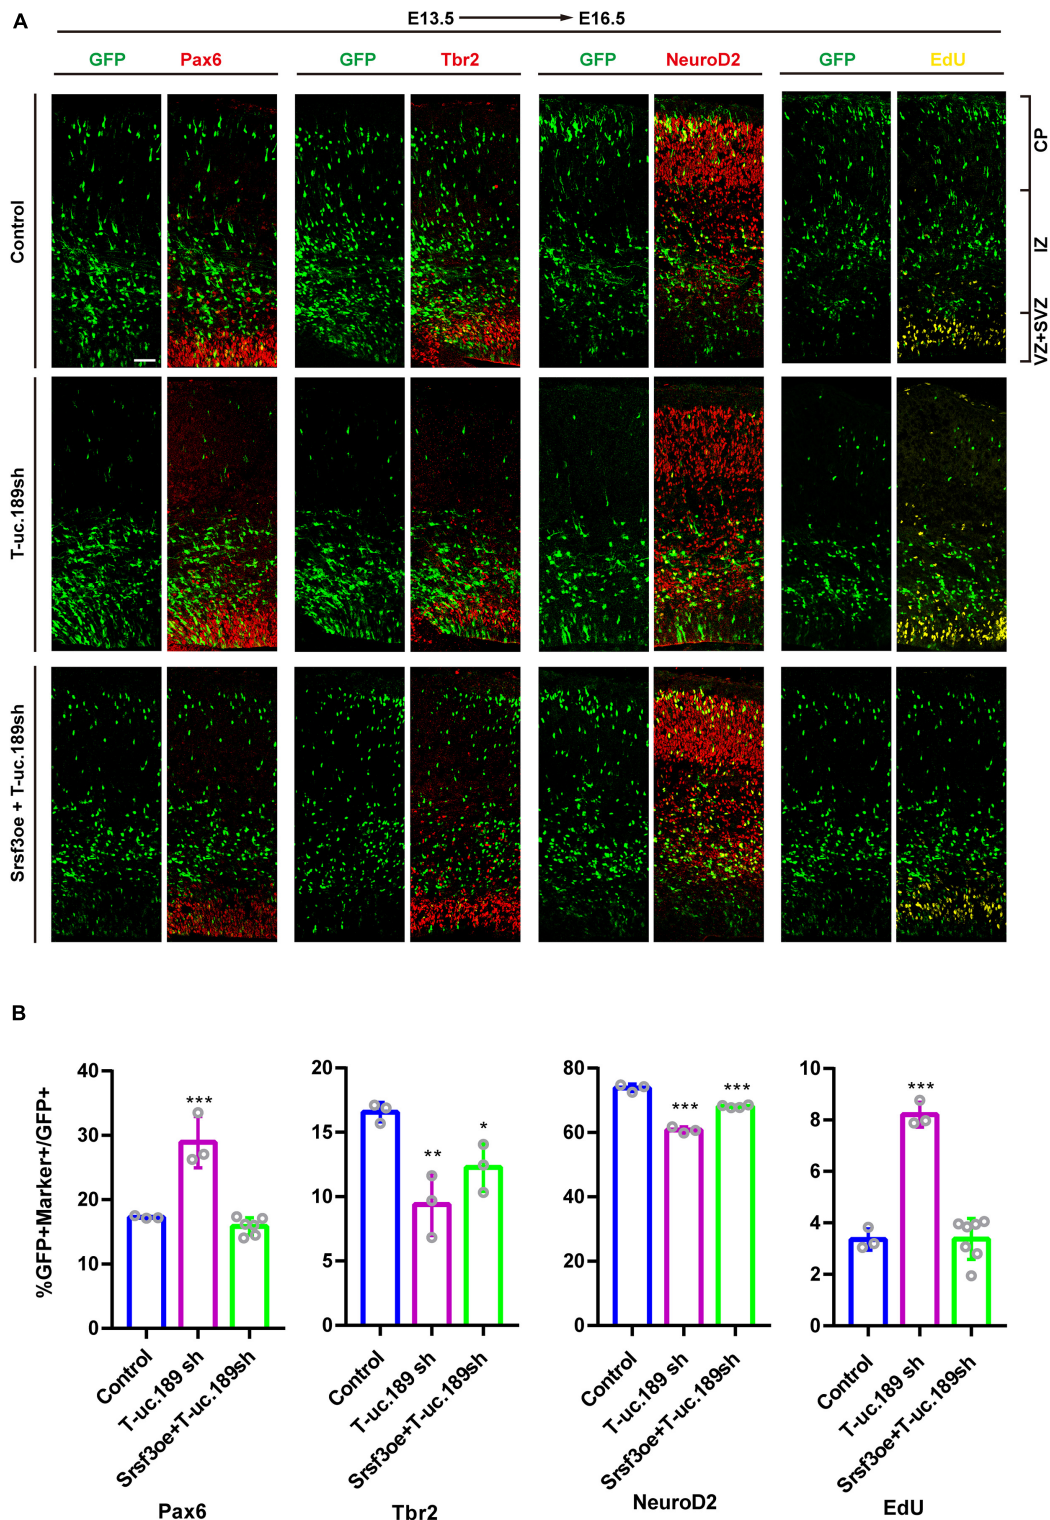 A
E13.5 E16.5
GFP Pax6 GFP Tbr2 GFP NeuroD2 GFP EdU
Control
T-uc.189sh
Srsf3oe + T-uc.189sh
CP
IZ
VZ+SVZ
B
%GFP+Marker+/GFP+
40
30
20
10
0
***
Control
T-uc.189 sh
Srsf3oe+T-uc.189sh
Pax6
20
15
10
5
0
**
*
Control
T-uc.189 sh
Srsf3oe+T-uc.189sh
Tbr2
80
60
40
20
0
***
***
Control
T-uc.189 sh
Srsf3oe+T-uc.189sh
NeuroD2
10
8
6
4
2
0
***
Control
T-uc.189 sh
Srsf3oe+T-uc.189sh
EdU